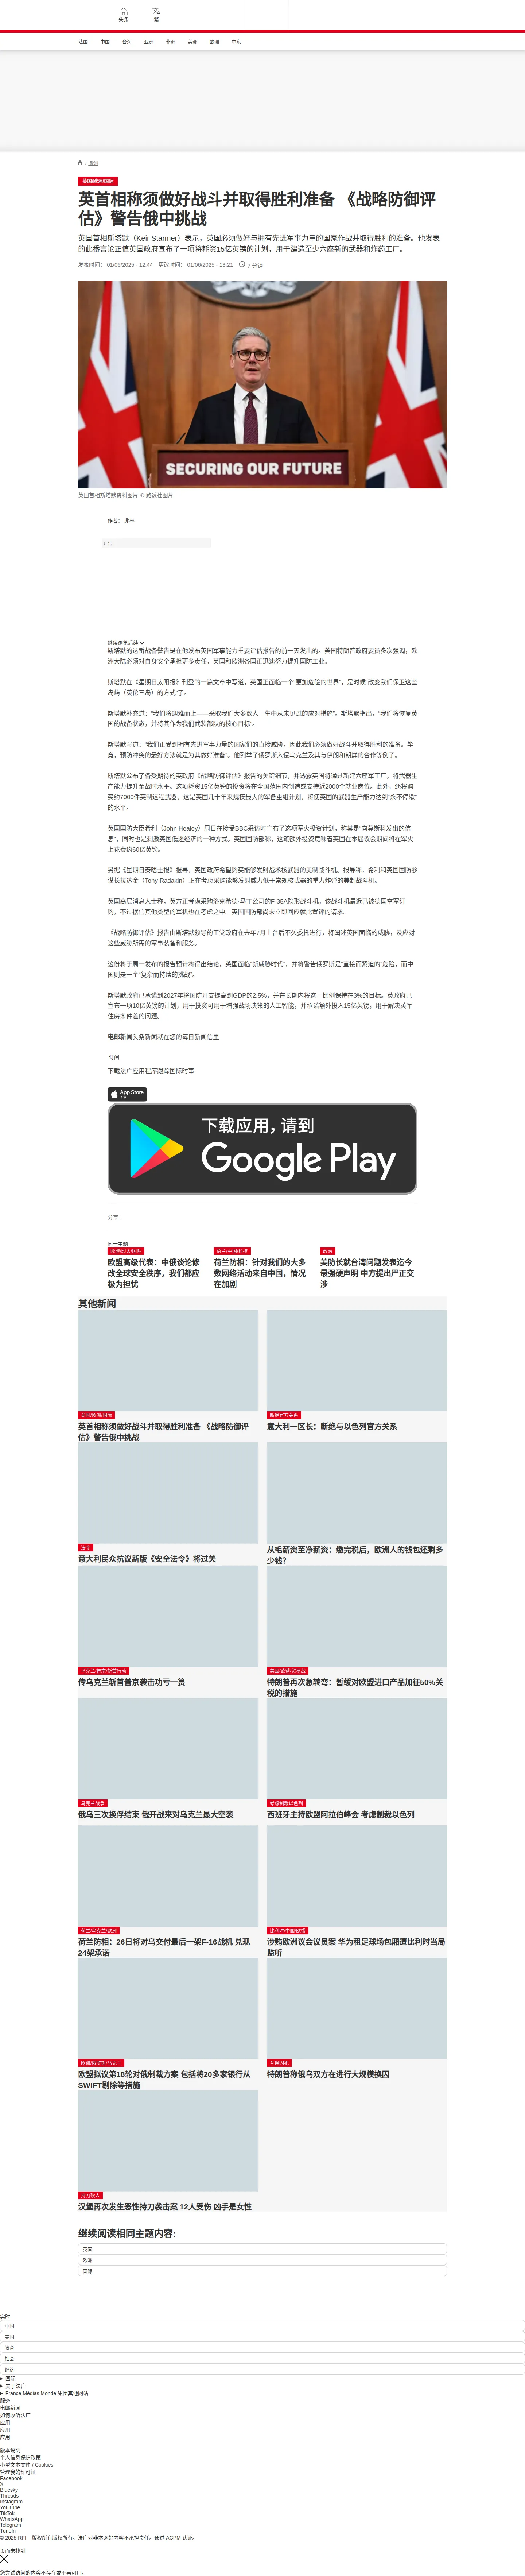 头条
繁
法国
中国
台海
亚洲
非洲
美洲
欧洲
中东
/ 政治
英国/欧洲/国际
英首相称须做好战斗并取得胜利准备 《战略防御评
估》警告俄中挑战
英国首相斯塔默（Keir Starmer）表示，英国必须做好与拥有先进军事力量的国家作战并取得胜利的准备。他发表
的此番言论正值英国政府宣布了一项将耗资15亿英镑的计划，用于建造至少六座新的武器和炸药工厂。
发表时间： 01/06/2025 - 12:44 更改时间： 01/06/2025 - 13:21 7 分钟
SECURING OUR FUTURE
英国首相斯塔默资料图片 © 路透社图片
作者： 弗林
广告
继续浏览后续
斯塔默的这番战备警告是在他发布英国军事能力重要评估报告的前一天发出的。美国特朗普政府要员多次强调，欧
洲大陆必须对自身安全承担更多责任，英国和欧洲各国正迅速努力提升国防工业。
斯塔默在《星期日太阳报》刊登的一篇文章中写道，英国正面临一个“更加危险的世界”，是时候“改变我们保卫这些
岛屿（英伦三岛）的方式”了。
斯塔默补充道：“我们将迎难而上——采取我们大多数人一生中从未见过的应对措施”。斯塔默指出，“我们将恢复英
国的战备状态，并将其作为我们武装部队的核心目标”。
斯塔默写道：“我们正受到拥有先进军事力量的国家们的直接威胁，因此我们必须做好战斗并取得胜利的准备。毕
竟，预防冲突的最好方法就是为其做好准备”。他列举了俄罗斯入侵乌克兰及其与伊朗和朝鲜的合作等例子。
斯塔默公布了备受期待的英政府《战略防御评估》报告的关键细节，并透露英国将通过新建六座军工厂，将武器生
产能力提升至战时水平。这项耗资15亿英镑的投资将在全国范围内创造或支持近2000个就业岗位。此外，还将购
买约7000件英制远程武器，这是英国几十年来规模最大的军备重组计划，将使英国的武器生产能力达到“永不停歇”
的水平。
英国国防大臣希利（John Healey）周日在接受BBC采访时宣布了这项军火投资计划，称其是“向莫斯科发出的信
息”，同时也是刺激英国低迷经济的一种方式。英国国防部称，这笔额外投资意味着英国在本届议会期间将在军火
上花费约60亿英镑。
另据《星期日泰晤士报》报导，英国政府希望购买能够发射战术核武器的美制战斗机。报导称，希利和英国国防参
谋长拉达金（Tony Radakin）正在考虑采购能够发射威力低于常规核武器的重力炸弹的美制战斗机。
英国高层消息人士称，英方正考虑采购洛克希德·马丁公司的F-35A隐形战斗机，该战斗机最近已被德国空军订
购，不过据信其他类型的军机也在考虑之中。英国国防部尚未立即回应就此置评的请求。
《战略防御评估》报告由斯塔默领导的工党政府在去年7月上台后不久委托进行，将阐述英国面临的威胁，及应对
这些威胁所需的军事装备和服务。
这份将于周一发布的报告预计将得出结论，英国面临“新威胁时代”，并将警告俄罗斯是“直接而紧迫的”危险，而中
国则是一个“复杂而持续的挑战”。
斯塔默政府已承诺到2027年将国防开支提高到GDP的2.5%，并在长期内将这一比例保持在3%的目标。英政府已
宣布一项约10亿英镑的计划，用于投资可用于增强战场决策的人工智能，并承诺额外投入15亿英镑，用于解决英军
住房条件差的问题。
电邮新闻头条新闻就在您的每日新闻信里
订阅
下载法广应用程序跟踪国际时事
App Store
下载
下载应用，请到
Google Play
分享 :
同一主题
欧盟/印太/国际
欧盟高级代表：中俄谈论修
改全球安全秩序，我们都应
极为担忧
荷兰/中国/科技
荷兰防相：针对我们的大多
数网络活动来自中国，情况
在加剧
政治
美防长就台湾问题发表迄今
最强硬声明 中方提出严正交
涉
其他新闻
英国/欧洲/国际
英首相称须做好战斗并取得胜利准备 《战略防御评
估》警告俄中挑战
断绝官方关系
意大利一区长：断绝与以色列官方关系
法令
意大利民众抗议新版《安全法令》将过关
从毛薪资至净薪资：缴完税后，欧洲人的钱包还剩多
少钱?
乌克兰/普京/斩首行动
传乌克兰斩首普京袭击功亏一篑
美国/欧盟/贸易战
特朗普再次急转弯：暂缓对欧盟进口产品加征50%关
税的措施
乌克兰战争
俄乌三次换俘结束 俄开战来对乌克兰最大空袭
考虑制裁以色列
西班牙主持欧盟阿拉伯峰会 考虑制裁以色列
荷兰/乌克兰/欧洲
荷兰防相：26日将对乌交付最后一架F-16战机 兑现
24架承诺
比利时/中国/欧盟
涉贿欧洲议会议员案 华为租足球场包厢遭比利时当局
监听
欧盟/俄罗斯/乌克兰
欧盟拟议第18轮对俄制裁方案 包括将20多家银行从
SWIFT剔除等措施
互换囚犯
特朗普称俄乌双方在进行大规模换囚
持刀砍人
汉堡再次发生恶性持刀袭击案 12人受伤 凶手是女性
继续阅读相同主题内容:
英国
欧洲
国际
实时
中国
美国
教育
社会
经济
国际
关于法广
France Médias Monde 集团其他网站
服务
电邮新闻
如何收听法广
应用
应用
应用
版本说明
个人信息保护政策
小型文本文件 / Cookies
管理我的许可证
Facebook
X
Bluesky
Threads
Instagram
YouTube
TikTok
WhatsApp
Telegram
TuneIn
© 2025 RFI – 版权所有版权所有。法广对非本网站内容不承担责任。通过 ACPM 认证。
页面未找到
您尝试访问的内容不存在或不再可用。